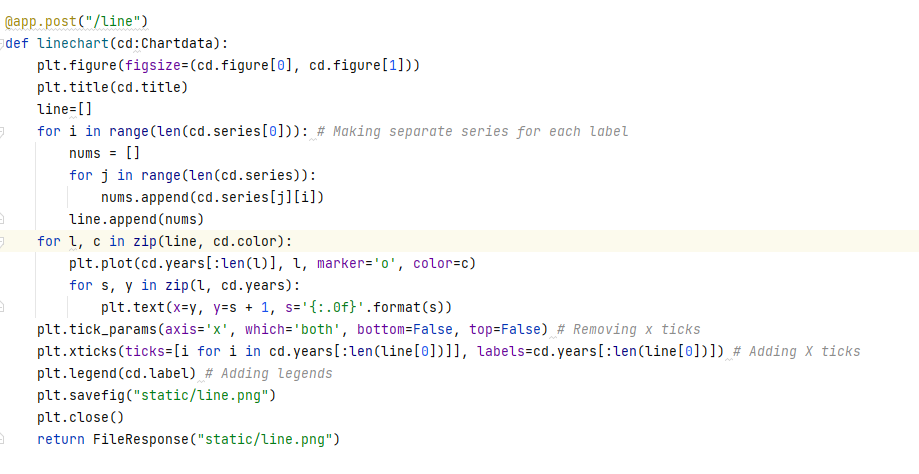 @app.post("/line")
def linechart(cd:Chartdata):
    plt.figure(figsize=(cd.figure[0], cd.figure[1]))
    plt.title(cd.title)
    line=[]
    for i in range(len(cd.series[0])): # Making separate series for each label
        nums = []
        for j in range(len(cd.series)):
            nums.append(cd.series[j][i])
        line.append(nums)
    for l, c in zip(line, cd.color):
        plt.plot(cd.years[:len(l)], l, marker='o', color=c)
        for s, y in zip(l, cd.years):
            plt.text(x=y, y=s + 1, s='{:.0f}'.format(s))
    plt.tick_params(axis='x', which='both', bottom=False, top=False) # Removing x ticks
    plt.xticks(ticks=[i for i in cd.years[:len(line[0])]], labels=cd.years[:len(line[0])]) # Adding X ticks
    plt.legend(cd.label) # Adding legends
    plt.savefig("static/line.png")
    plt.close()
    return FileResponse("static/line.png")